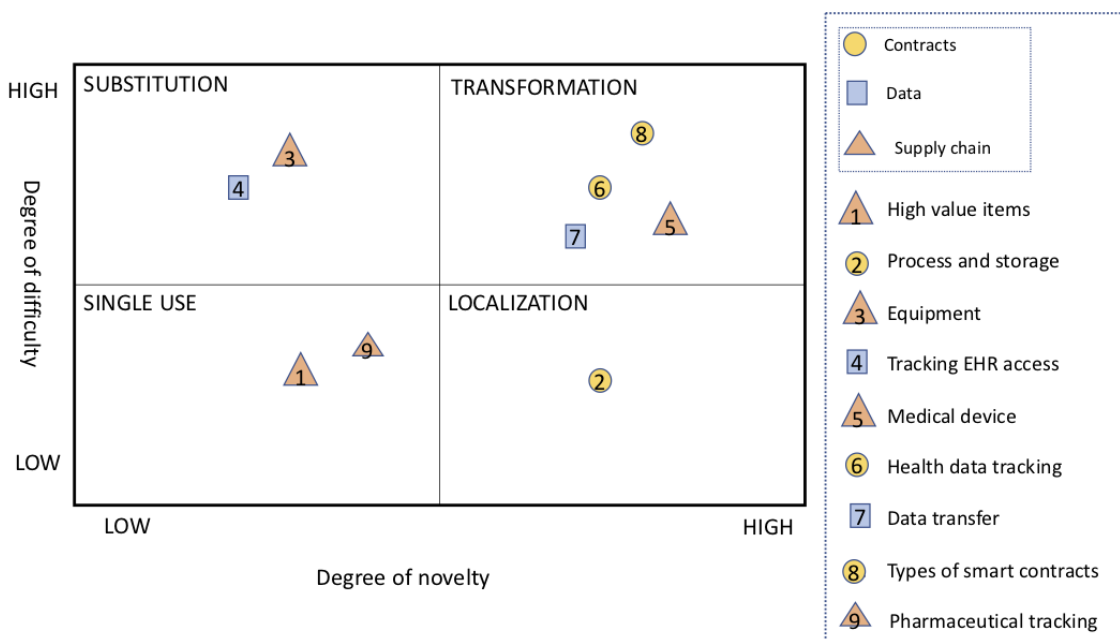 HIGH
SUBSTITUTION
TRANSFORMATION
8
3
4
6
5
7
Degree of difficulty
SINGLE USE
LOCALIZATION
9
1
2
LOW
LOW
HIGH
Degree of novelty
Contracts
Data
Supply chain
1 High value items
2 Process and storage
3 Equipment
4 Tracking EHR access
5 Medical device
6 Health data tracking
7 Data transfer
8 Types of smart contracts
9 Pharmaceutical tracking